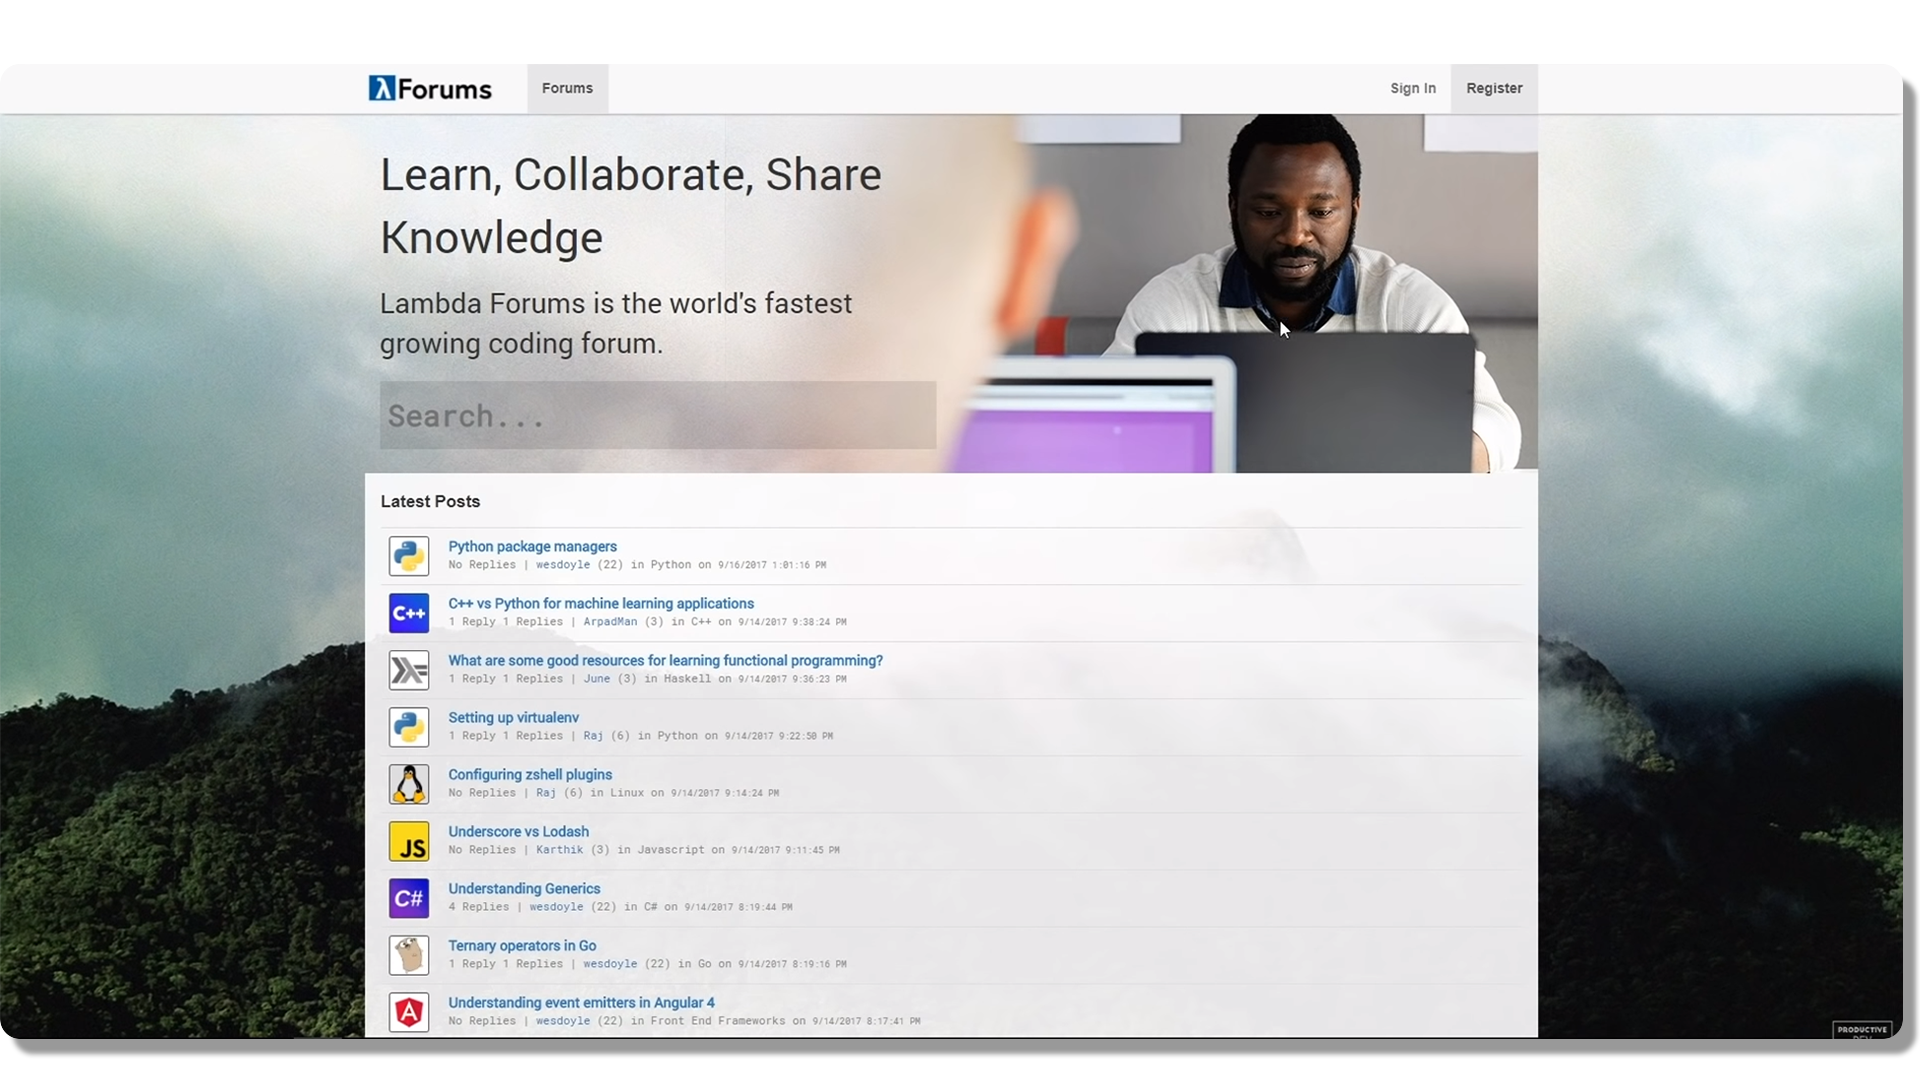 λForums
Forums
Sign In
Register
Learn, Collaborate, Share
Knowledge
Lambda Forums is the world's fastest
growing coding forum.
Search...
Latest Posts
Python package managers
No Replies | wesdoyle (22) in Python on 9/16/2017 1:01:16 PM
C++
C++ vs Python for machine learning applications
1 Reply 1 Replies | ArpadMan (3) in C++ on 9/14/2017 9:38:24 PM
What are some good resources for learning functional programming?
1 Reply 1 Replies | June (3) in Haskell on 9/14/2017 9:36:23 PM
Setting up virtualenv
1 Reply 1 Replies | Raj (6) in Python on 9/14/2017 9:22:50 PM
Configuring zshell plugins
No Replies | Raj (6) in Linux on 9/14/2017 9:14:24 PM
JS
Underscore vs Lodash
No Replies | Karthik (3) in Javascript on 9/14/2017 9:11:45 PM
C#
Understanding Generics
4 Replies | wesdoyle (22) in C# on 9/14/2017 8:19:44 PM
Ternary operators in Go
1 Reply 1 Replies | wesdoyle (22) in Go on 9/14/2017 8:19:16 PM
A
Understanding event emitters in Angular 4
No Replies | wesdoyle (22) in Front End Frameworks on 9/14/2017 8:17:41 PM
PRODUCTIVE